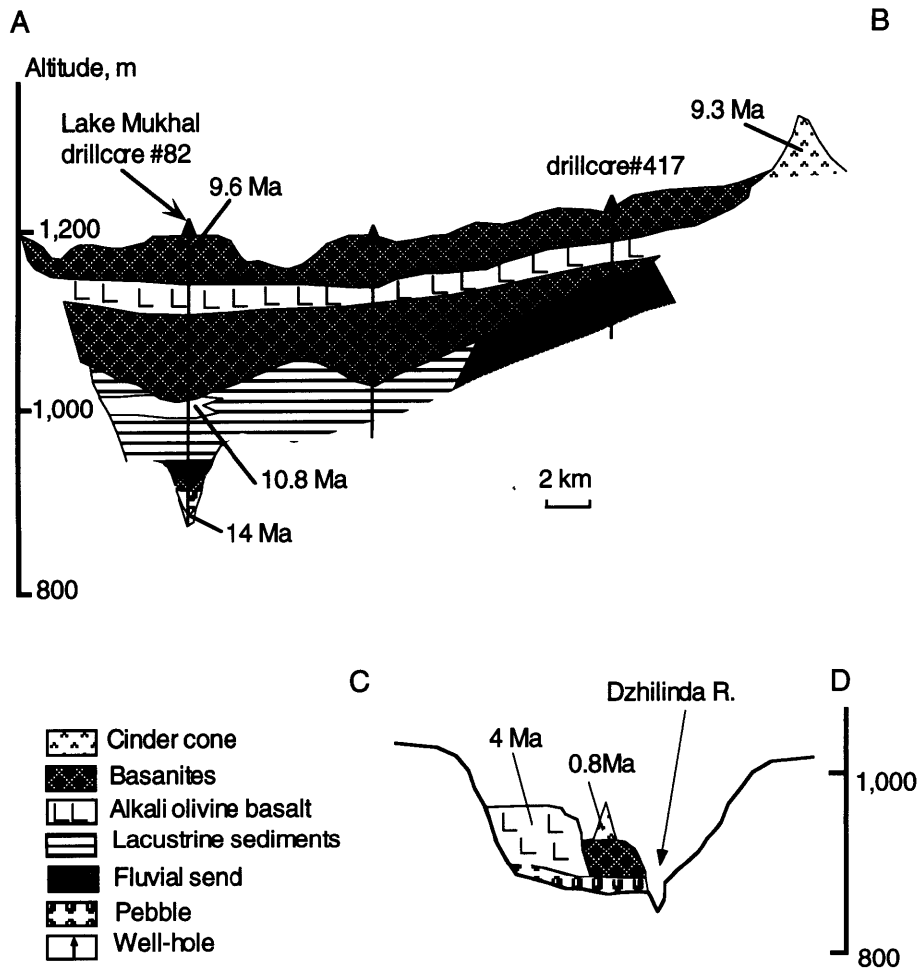 A
B
Altitude, m
Lake Mukhal
drillcore #82
9.6 Ma
9.3 Ma
drillcore#417
1,200
1,000
10.8 Ma
2 km
14 Ma
800
C
Dzhilinda R.
D
4 Ma
0.8Ma
1,000
800
Cinder cone
Basanites
Alkali olivine basalt
Lacustrine sediments
Fluvial send
Pebble
Well-hole